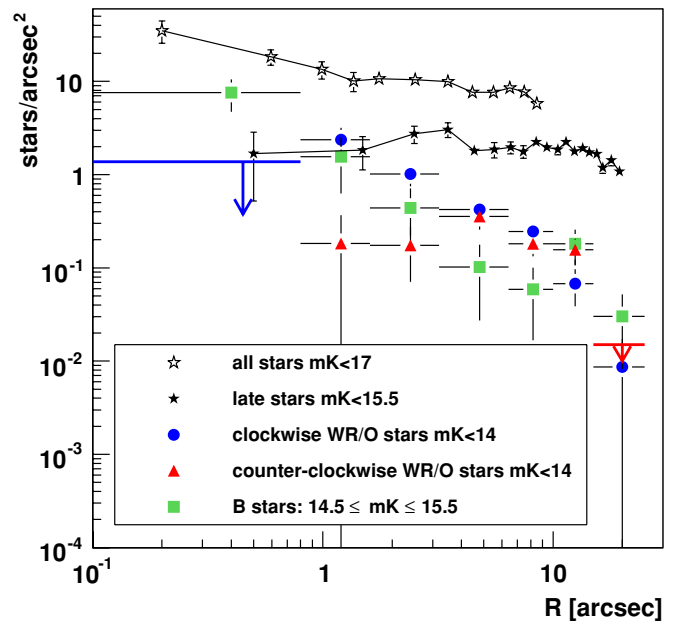 stars/arcsec²
10
1
10⁻¹
10⁻²
10⁻³
10⁻⁴
all stars mK<17
late stars mK<15.5
clockwise WR/O stars mK<14
counter-clockwise WR/O stars mK<14
B stars: 14.5 ≤ mK ≤ 15.5
10⁻¹
1
10
R [arcsec]